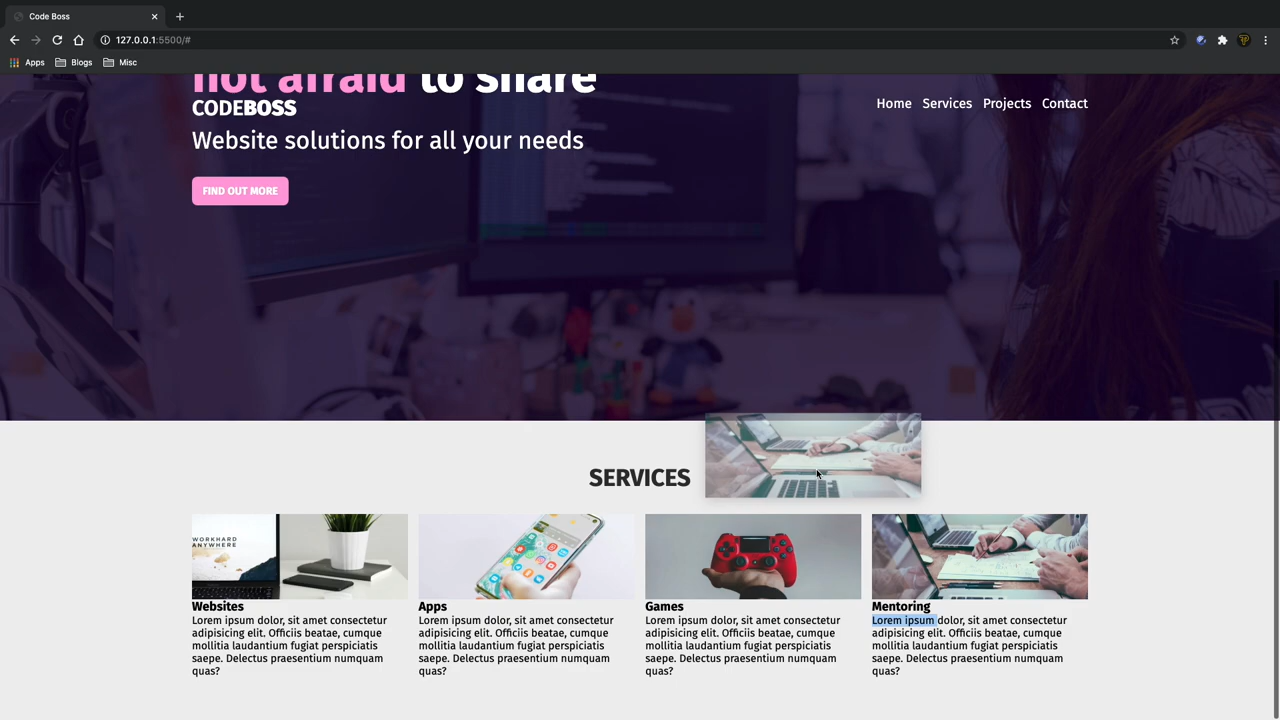 Code Boss
127.0.0.1:5500/#
Apps
Blogs
Misc
not afraid to share
CODEBOSS
Home
Services
Projects
Contact
Website solutions for all your needs
FIND OUT MORE
SERVICES
WORKHARD
ANYWHERE
Websites
Lorem ipsum dolor, sit amet consectetur
adipisicing elit. Officiis beatae, cumque
mollitia laudantium fugiat perspiciatis
saepe. Delectus praesentium numquam
quas?
Apps
Lorem ipsum dolor, sit amet consectetur
adipisicing elit. Officiis beatae, cumque
mollitia laudantium fugiat perspiciatis
saepe. Delectus praesentium numquam
quas?
Games
Lorem ipsum dolor, sit amet consectetur
adipisicing elit. Officiis beatae, cumque
mollitia laudantium fugiat perspiciatis
saepe. Delectus praesentium numquam
quas?
Mentoring
Lorem ipsum dolor, sit amet consectetur
adipisicing elit. Officiis beatae, cumque
mollitia laudantium fugiat perspiciatis
saepe. Delectus praesentium numquam
quas?